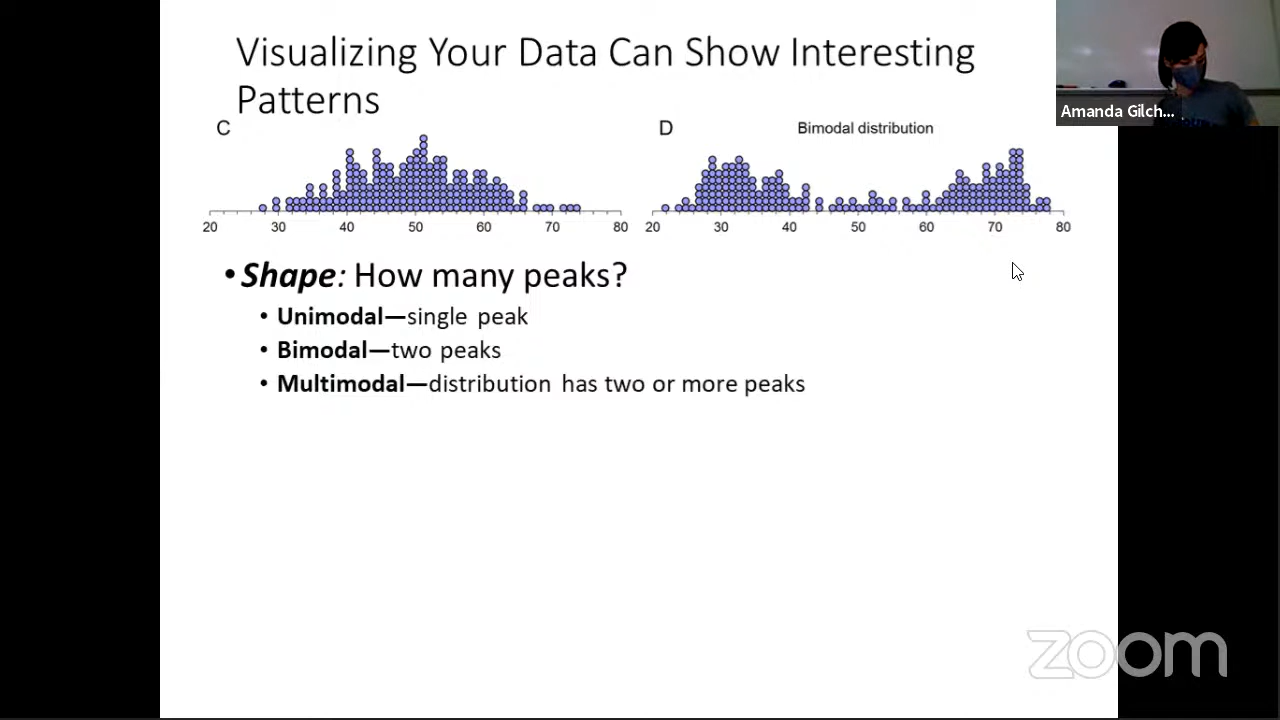 Visualizing Your Data Can Show Interesting
Patterns
Amanda Gilch...
C
D
Bimodal distribution
20 30 40 50 60 70 80
20 30 40 50 60 70 80
• Shape: How many peaks?
• Unimodal—single peak
• Bimodal—two peaks
• Multimodal—distribution has two or more peaks
zoom